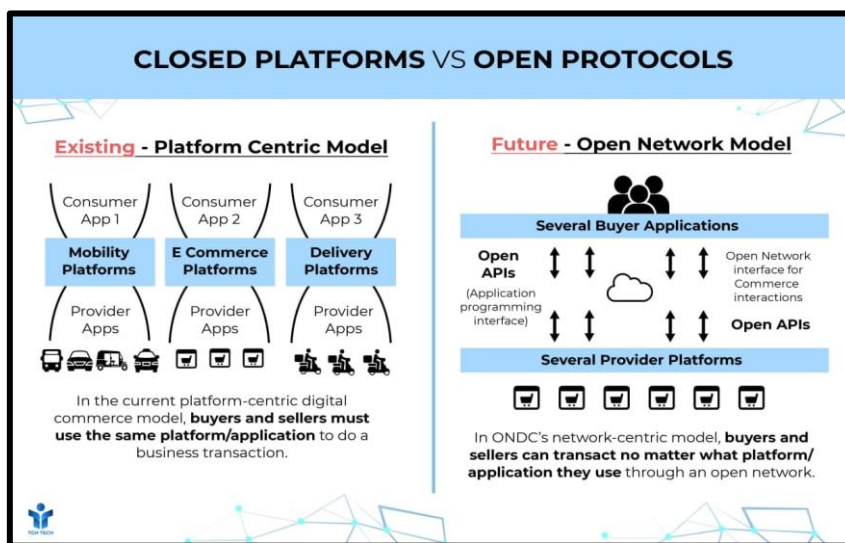 CLOSED PLATFORMS VS OPEN PROTOCOLS
Existing - Platform Centric Model
Consumer
App 1
Consumer
App 2
Consumer
App 3
Mobility
Platforms
E Commerce
Platforms
Delivery
Platforms
Provider
Apps
Provider
Apps
Provider
Apps
In the current platform-centric digital
commerce model, buyers and sellers must
use the same platform/application to do a
business transaction.
Future - Open Network Model
Several Buyer Applications
Open
APIs
(Application
programming
interface)
Open Network
interface for
Commerce
interactions
Open APIs
Several Provider Platforms
In ONDC's network-centric model, buyers and
sellers can transact no matter what platform/
application they use through an open network.
TGH TECH